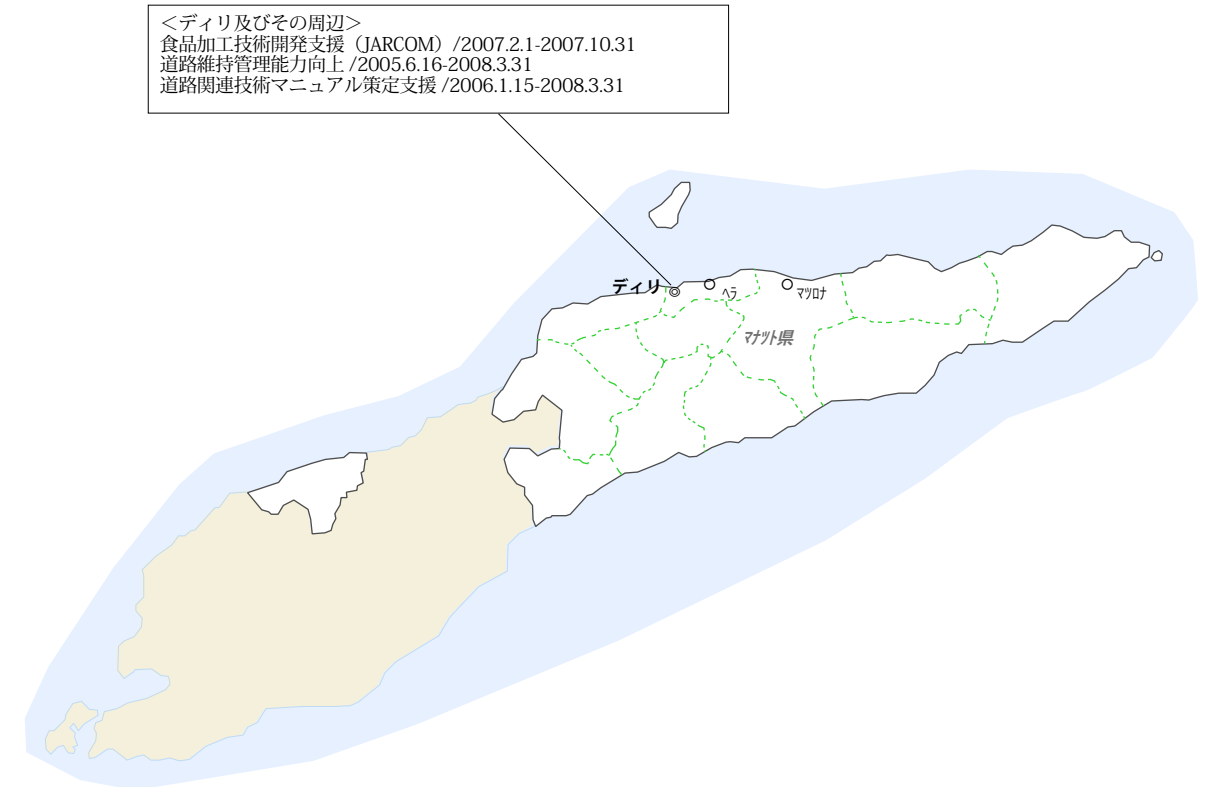 ＜ディリ及びその周辺＞
食品加工技術開発支援（JARCOM）/2007.2.1-2007.10.31
道路維持管理能力向上 /2005.6.16-2008.3.31
道路関連技術マニュアル策定支援 /2006.1.15-2008.3.31
ディリ
ﾍﾗ
ﾏﾂﾛﾅ
ﾏﾅﾂﾄ県